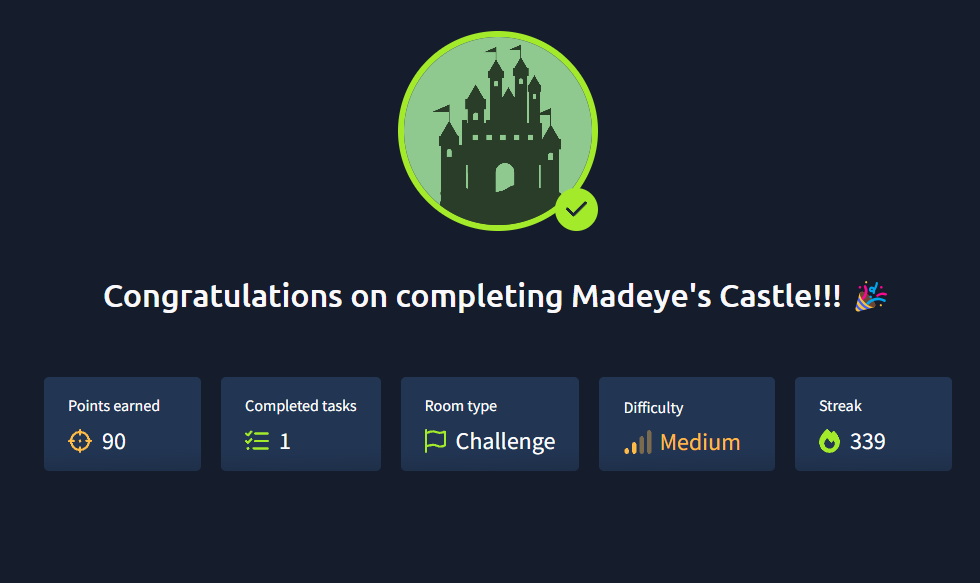 Congratulations on completing Madeye's Castle!!! 🎉
Points earned
90
Completed tasks
1
Room type
Challenge
Difficulty
Medium
Streak
339